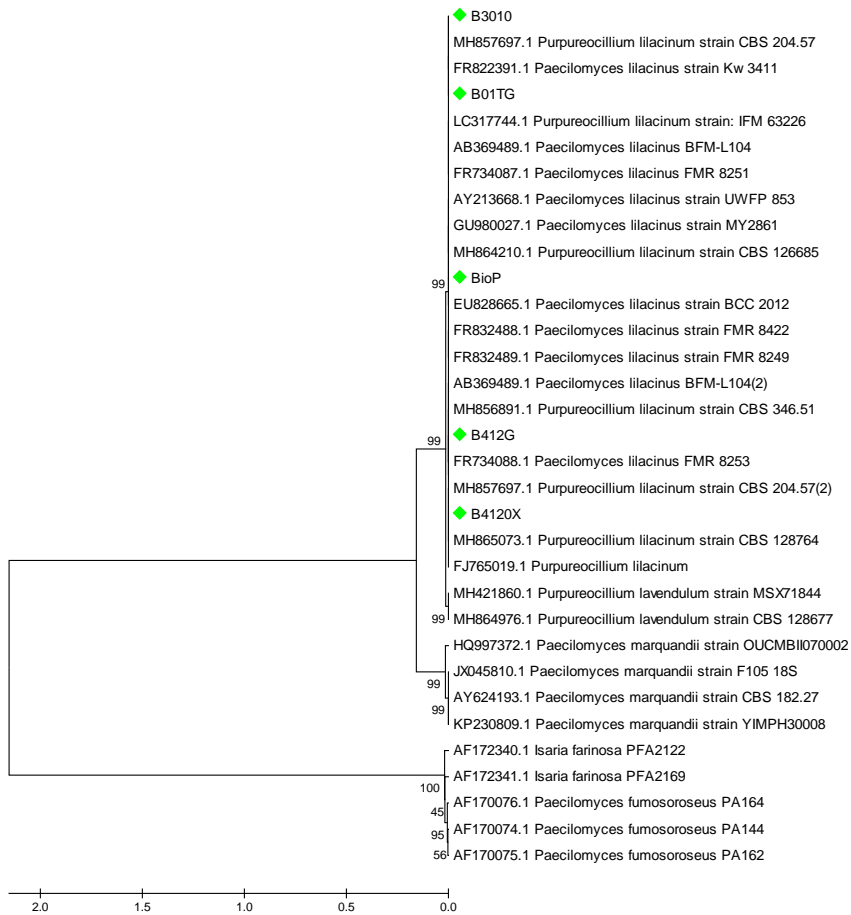 B3010
MH857697.1 Purpureocillium lilacinum strain CBS 204.57
FR822391.1 Paecilomyces lilacinus strain Kw 3411
B01TG
LC317744.1 Purpureocillium lilacinum strain: IFM 63226
AB369489.1 Paecilomyces lilacinus BFM-L104
FR734087.1 Paecilomyces lilacinus FMR 8251
AY213668.1 Paecilomyces lilacinus strain UWFP 853
GU980027.1 Paecilomyces lilacinus strain MY2861
MH864210.1 Purpureocillium lilacinum strain CBS 126685
BioP
99
EU828665.1 Paecilomyces lilacinus strain BCC 2012
FR832488.1 Paecilomyces lilacinus strain FMR 8422
FR832489.1 Paecilomyces lilacinus strain FMR 8249
AB369489.1 Paecilomyces lilacinus BFM-L104(2)
MH856891.1 Purpureocillium lilacinum strain CBS 346.51
B412G
99
FR734088.1 Paecilomyces lilacinus FMR 8253
MH857697.1 Purpureocillium lilacinum strain CBS 204.57(2)
B4120X
MH865073.1 Purpureocillium lilacinum strain CBS 128764
FJ765019.1 Purpureocillium lilacinum
MH421860.1 Purpureocillium lavendulum strain MSX71844
99 MH864976.1 Purpureocillium lavendulum strain CBS 128677
HQ997372.1 Paecilomyces marquandii strain OUCMBII070002
JX045810.1 Paecilomyces marquandii strain F105 18S
99
AY624193.1 Paecilomyces marquandii strain CBS 182.27
99
KP230809.1 Paecilomyces marquandii strain YIMPH30008
AF172340.1 Isaria farinosa PFA2122
AF172341.1 Isaria farinosa PFA2169
100
AF170076.1 Paecilomyces fumosoroseus PA164
45
AF170074.1 Paecilomyces fumosoroseus PA144
95
56 AF170075.1 Paecilomyces fumosoroseus PA162
2.0 1.5 1.0 0.5 0.0